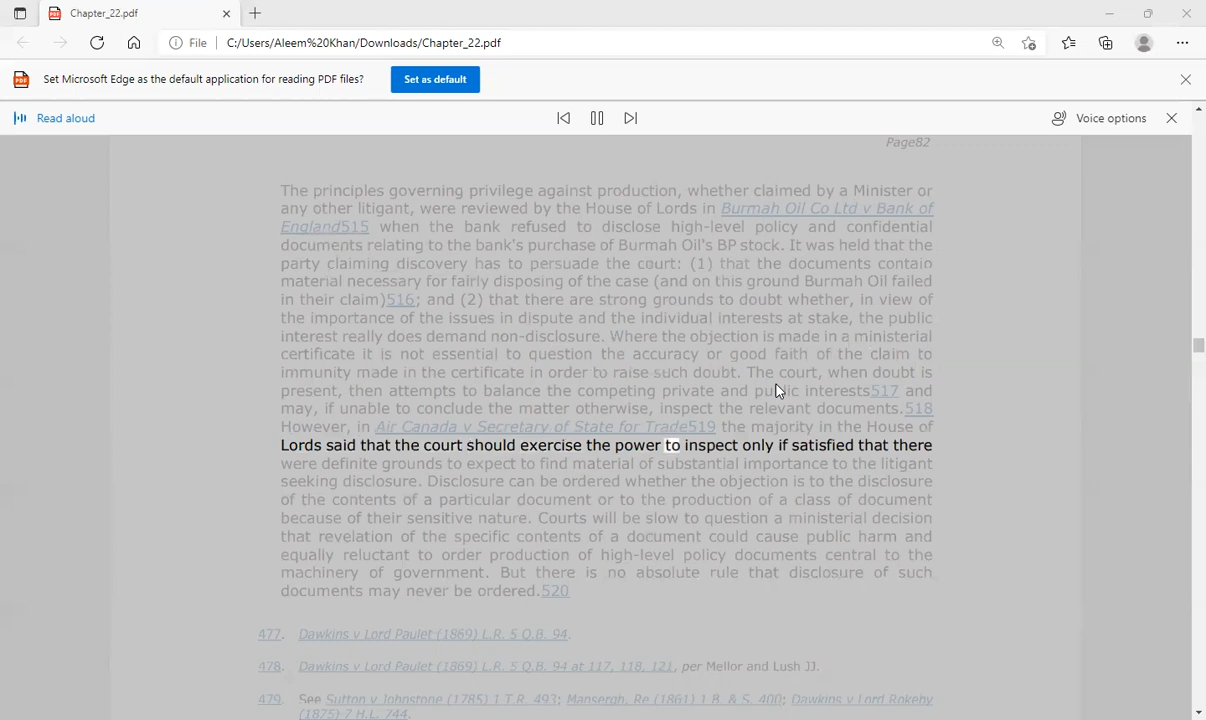 Chapter_22.pdf
File
C:/Users/Aleem%20Khan/Downloads/Chapter_22.pdf
Set Microsoft Edge as the default application for reading PDF files?
Set as default
Read aloud
Voice options
Page82
The principles governing privilege against production, whether claimed by a Minister or
any other litigant, were reviewed by the House of Lords in Burmah Oil Co Ltd v Bank of
England515 when the bank refused to disclose high-level policy and confidential
documents relating to the bank's purchase of Burmah Oil's BP stock. It was held that the
party claiming discovery has to persuade the court: (1) that the documents contain
material necessary for fairly disposing of the case (and on this ground Burmah Oil failed
in their claim)516; and (2) that there are strong grounds to doubt whether, in view of
the importance of the issues in dispute and the individual interests at stake, the public
interest really does demand non-disclosure. Where the objection is made in a ministerial
certificate it is not essential to question the accuracy or good faith of the claim to
immunity made in the certificate in order to raise such doubt. The court, when doubt is
present, then attempts to balance the competing private and public interests517 and
may, if unable to conclude the matter otherwise, inspect the relevant documents.518
However, in Air Canada v Secretary of State for Trade519 the majority in the House of
Lords said that the court should exercise the power to inspect only if satisfied that there
were definite grounds to expect to find material of substantial importance to the litigant
seeking disclosure. Disclosure can be ordered whether the objection is to the disclosure
of the contents of a particular document or to the production of a class of document
because of their sensitive nature. Courts will be slow to question a ministerial decision
that revelation of the specific contents of a document could cause public harm and
equally reluctant to order production of high-level policy documents central to the
machinery of government. But there is no absolute rule that disclosure of such
documents may never be ordered.520
477. Dawkins v Lord Paulet (1869) L.R. 5 Q.B. 94.
478. Dawkins v Lord Paulet (1869) L.R. 5 Q.B. 94 at 117, 118, 121, per Mellor and Lush JJ.
479. See Sutton v Johnstone (1785) 1 T.R. 493; Mansergh, Re (1861) 1 B. & S. 400; Dawkins v Lord Rokeby
(1875) 7 H.L. 744.